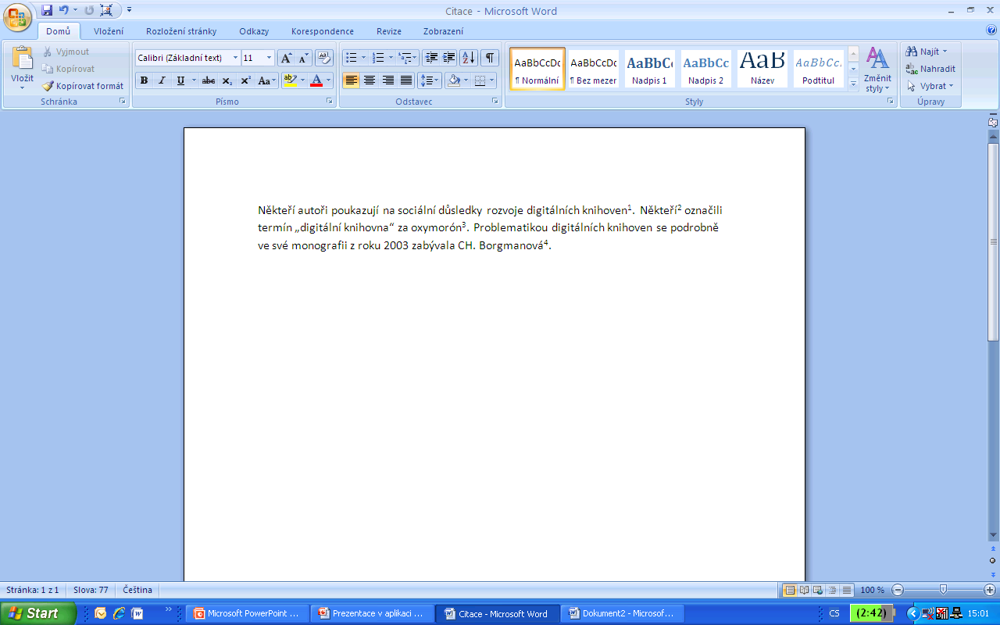 Citace - Microsoft Word
Domů Vložení Rozložení stránky Odkazy Korespondence Revize Zobrazení
Vložit
Vyjmout
Kopírovat
Kopírovat formát
Schránka
Calibri (Základní text) 11
B I U abc x₂ x² Aa
Písmo
Odstavec
AaBbCcDc AaBbCcDc AaBbCc AaBbCc AaB AaBbCc.
¶ Normální ¶ Bez mezer Nadpis 1 Nadpis 2 Název Podtitul
Změnit styly
Styly
Najít
Nahradit
Vybrat
Úpravy
Někteří autoři poukazují na sociální důsledky rozvoje digitálních knihoven¹. Někteří² označili
termín „digitální knihovna“ za oxymorón³. Problematikou digitálních knihoven se podrobně
ve své monografii z roku 2003 zabývala CH. Borgmanová⁴.
Stránka: 1 z 1 Slova: 77 Čeština 100 %
Start Microsoft PowerPoint ... Prezentace v aplikaci ... Citace - Microsoft Word Dokument2 - Microsof... CS (2:42) 15:01